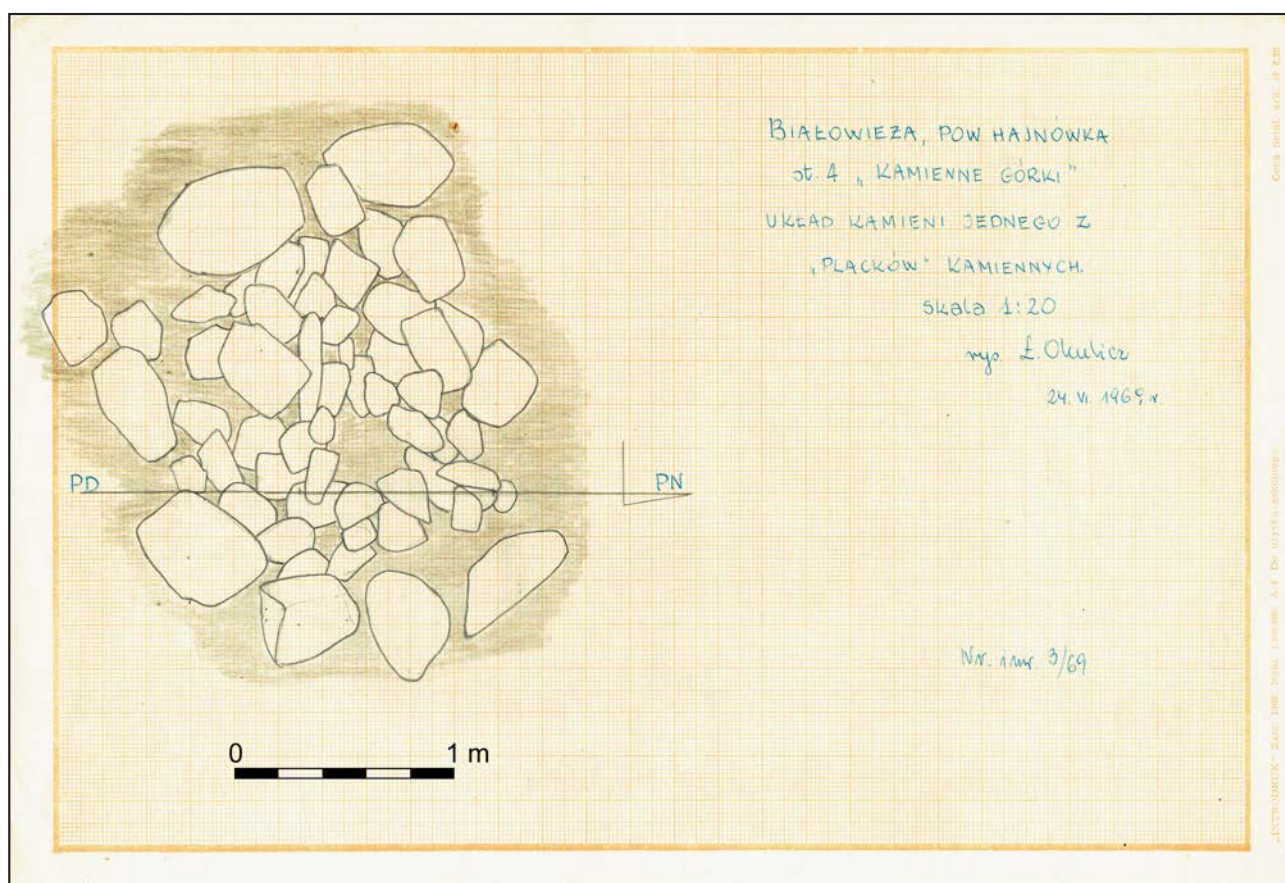 BIAŁOWIEŻA, POW HAJNÓWKA
st. 4 „KAMIENNE GÓRKI"
UKŁAD KAMIENI JEDNEGO Z
„PLACKÓW" KAMIENNYCH.
skala 1:20
rys. Ł. Okulicz
24. VI. 1969 r.
PD
PN
Nr. inw. 3/69
0 1 m